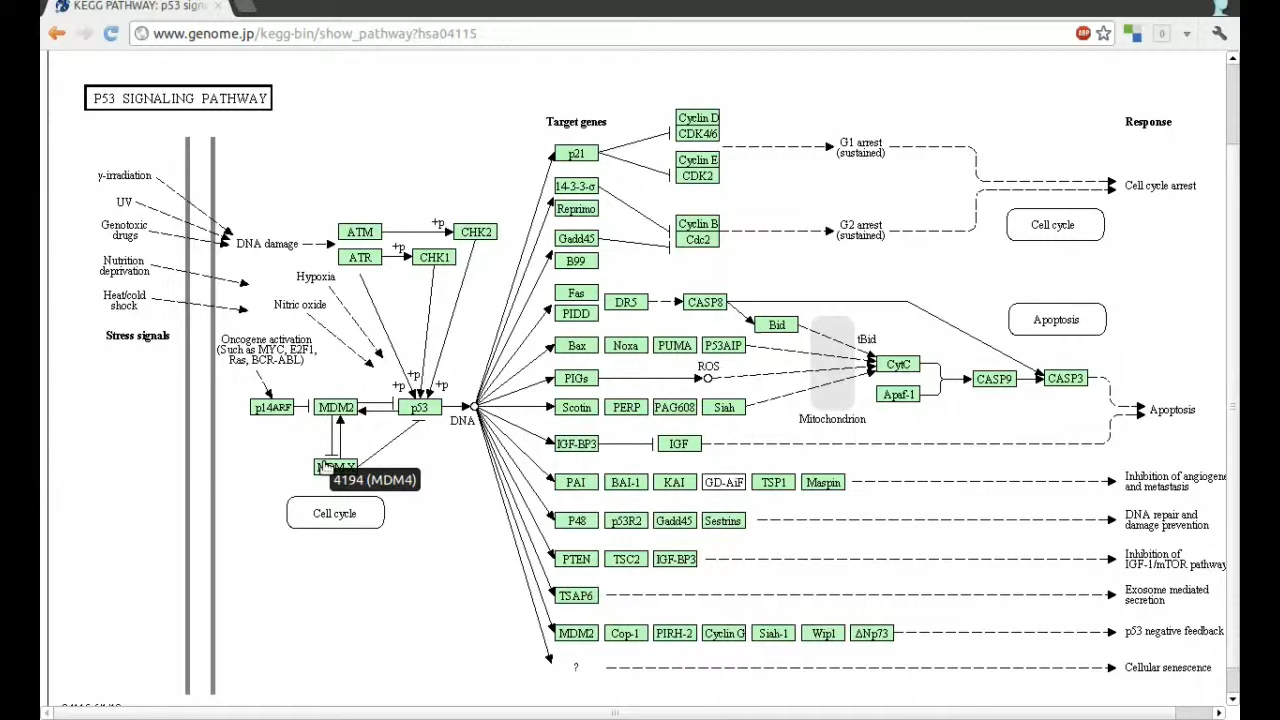 KEGG PATHWAY: p53 sign
www.genome.jp/kegg-bin/show_pathway?hsa04115
ABP
0
P53 SIGNALING PATHWAY
Target genes
Response
γ-irradiation
UV
Genotoxic
drugs
Nutrition
deprivation
Heat/cold
shock
Stress signals
DNA damage
Hypoxia
Nitric oxide
Oncogene activation
(Such as MYC, E2F1,
Ras, BCR-ABL)
ATM
+p
CHK2
ATR
+p
CHK1
+p
+p
+p
p14ARF
MDM2
p53
DNA
4194 (MDM4)
Cell cycle
p21
Cyclin D
CDK4/6
Cyclin E
CDK2
G1 arrest
(sustained)
14-3-3-σ
Reprimo
Cyclin B
Cdc2
G2 arrest
(sustained)
Cell cycle arrest
Cell cycle
Gadd45
B99
Fas
PIDD
DR5
CASP8
Bid
tBid
Apoptosis
Bax
Noxa
PUMA
P53AIP
CytC
PIGs
ROS
Apaf-1
CASP9
CASP3
Scotin
PERP
PAG608
Siah
Mitochondrion
Apoptosis
IGF-BP3
IGF
PAI
BAI-1
KAI
GD-AiF
TSP1
Maspin
Inhibition of angiogene
and metastasis
P48
p53R2
Gadd45
Sestrins
DNA repair and
damage prevention
PTEN
TSC2
IGF-BP3
Inhibition of
IGF-1/mTOR pathway
TSAP6
Exosome mediated
secretion
MDM2
Cop-1
PIRH-2
Cyclin G
Siah-1
Wip1
ΔNp73
p53 negative feedback
?
Cellular senescence